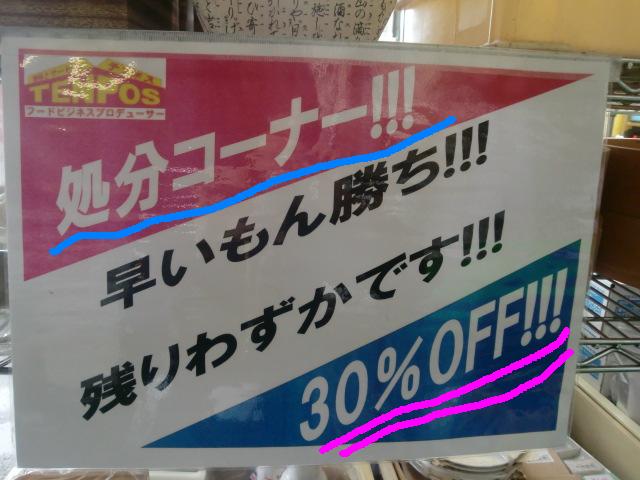 TENPOS
フードビジネスプロデューサー
処分コーナー!!!
早いもん勝ち!!!
残りわずかです!!!
30%OFF!!!